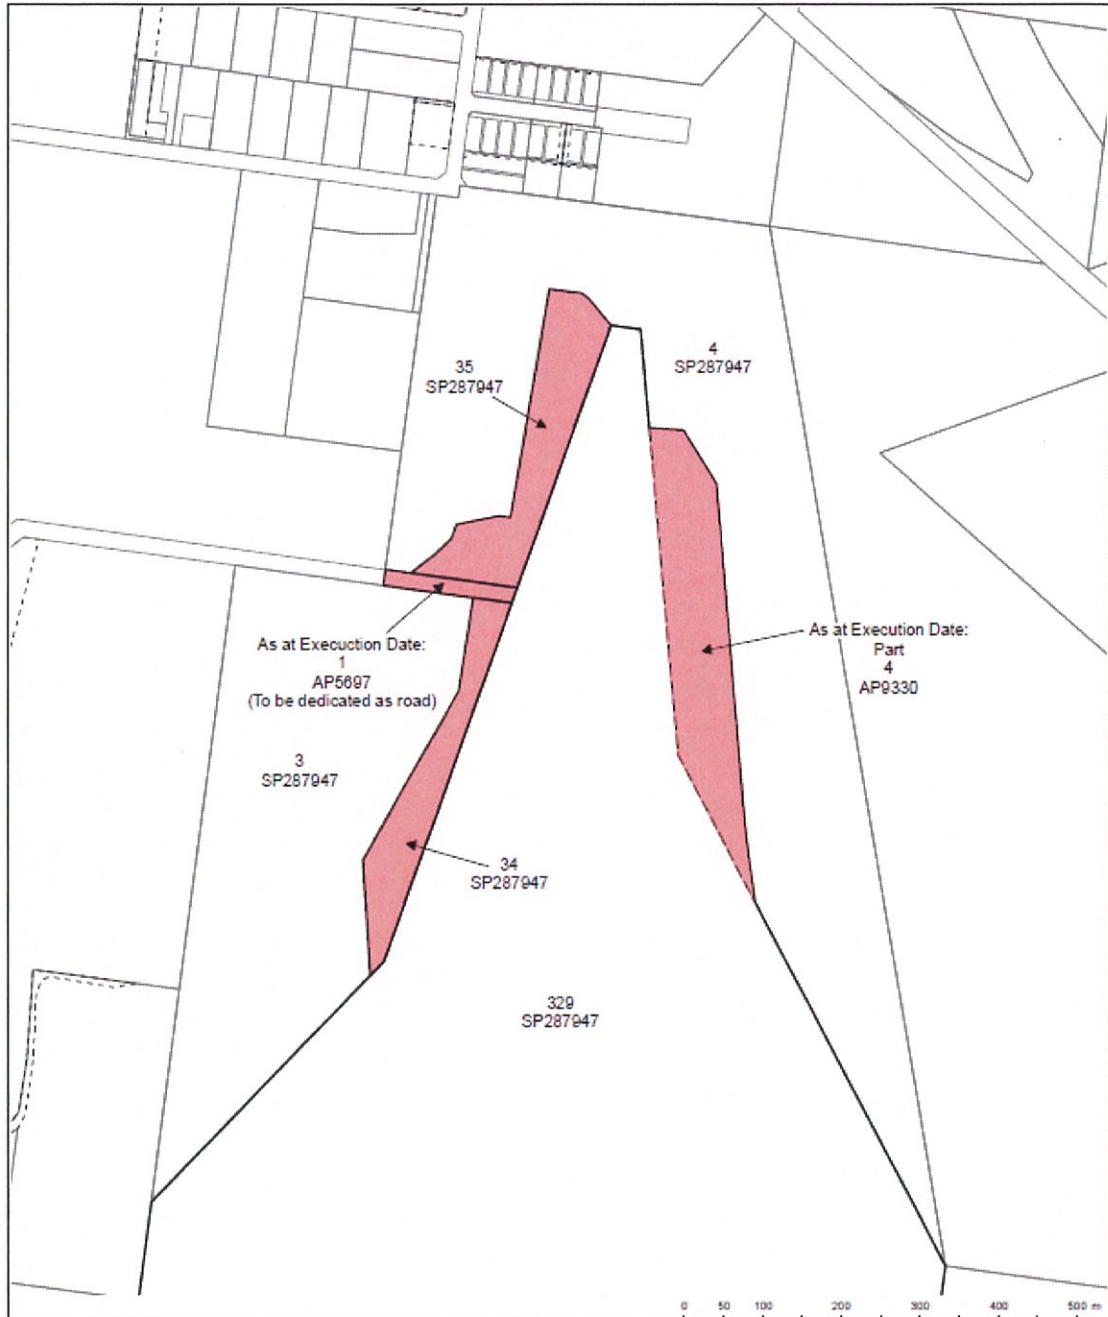 4
SP287947
35
SP287947
As at Execuction Date:
1
AP5697
(To be dedicated as road)
As at Execution Date:
Part
4
AP9330
3
SP287947
34
SP287947
329
SP287947
0 50 100 200 300 400 500 m